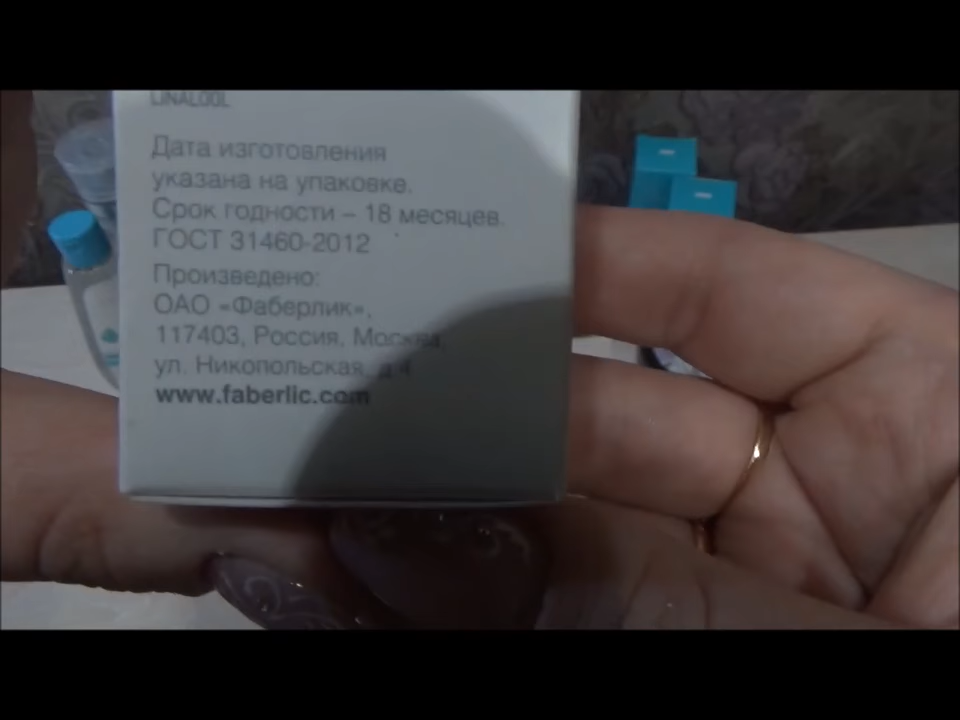 LINALOOL
Дата изготовления
указана на упаковке.
Срок годности – 18 месяцев.
ГОСТ 31460-2012
Произведено:
ОАО «Фаберлик»,
117403, Россия, Москва
ул. Никопольская, д 4
www.faberlic.com